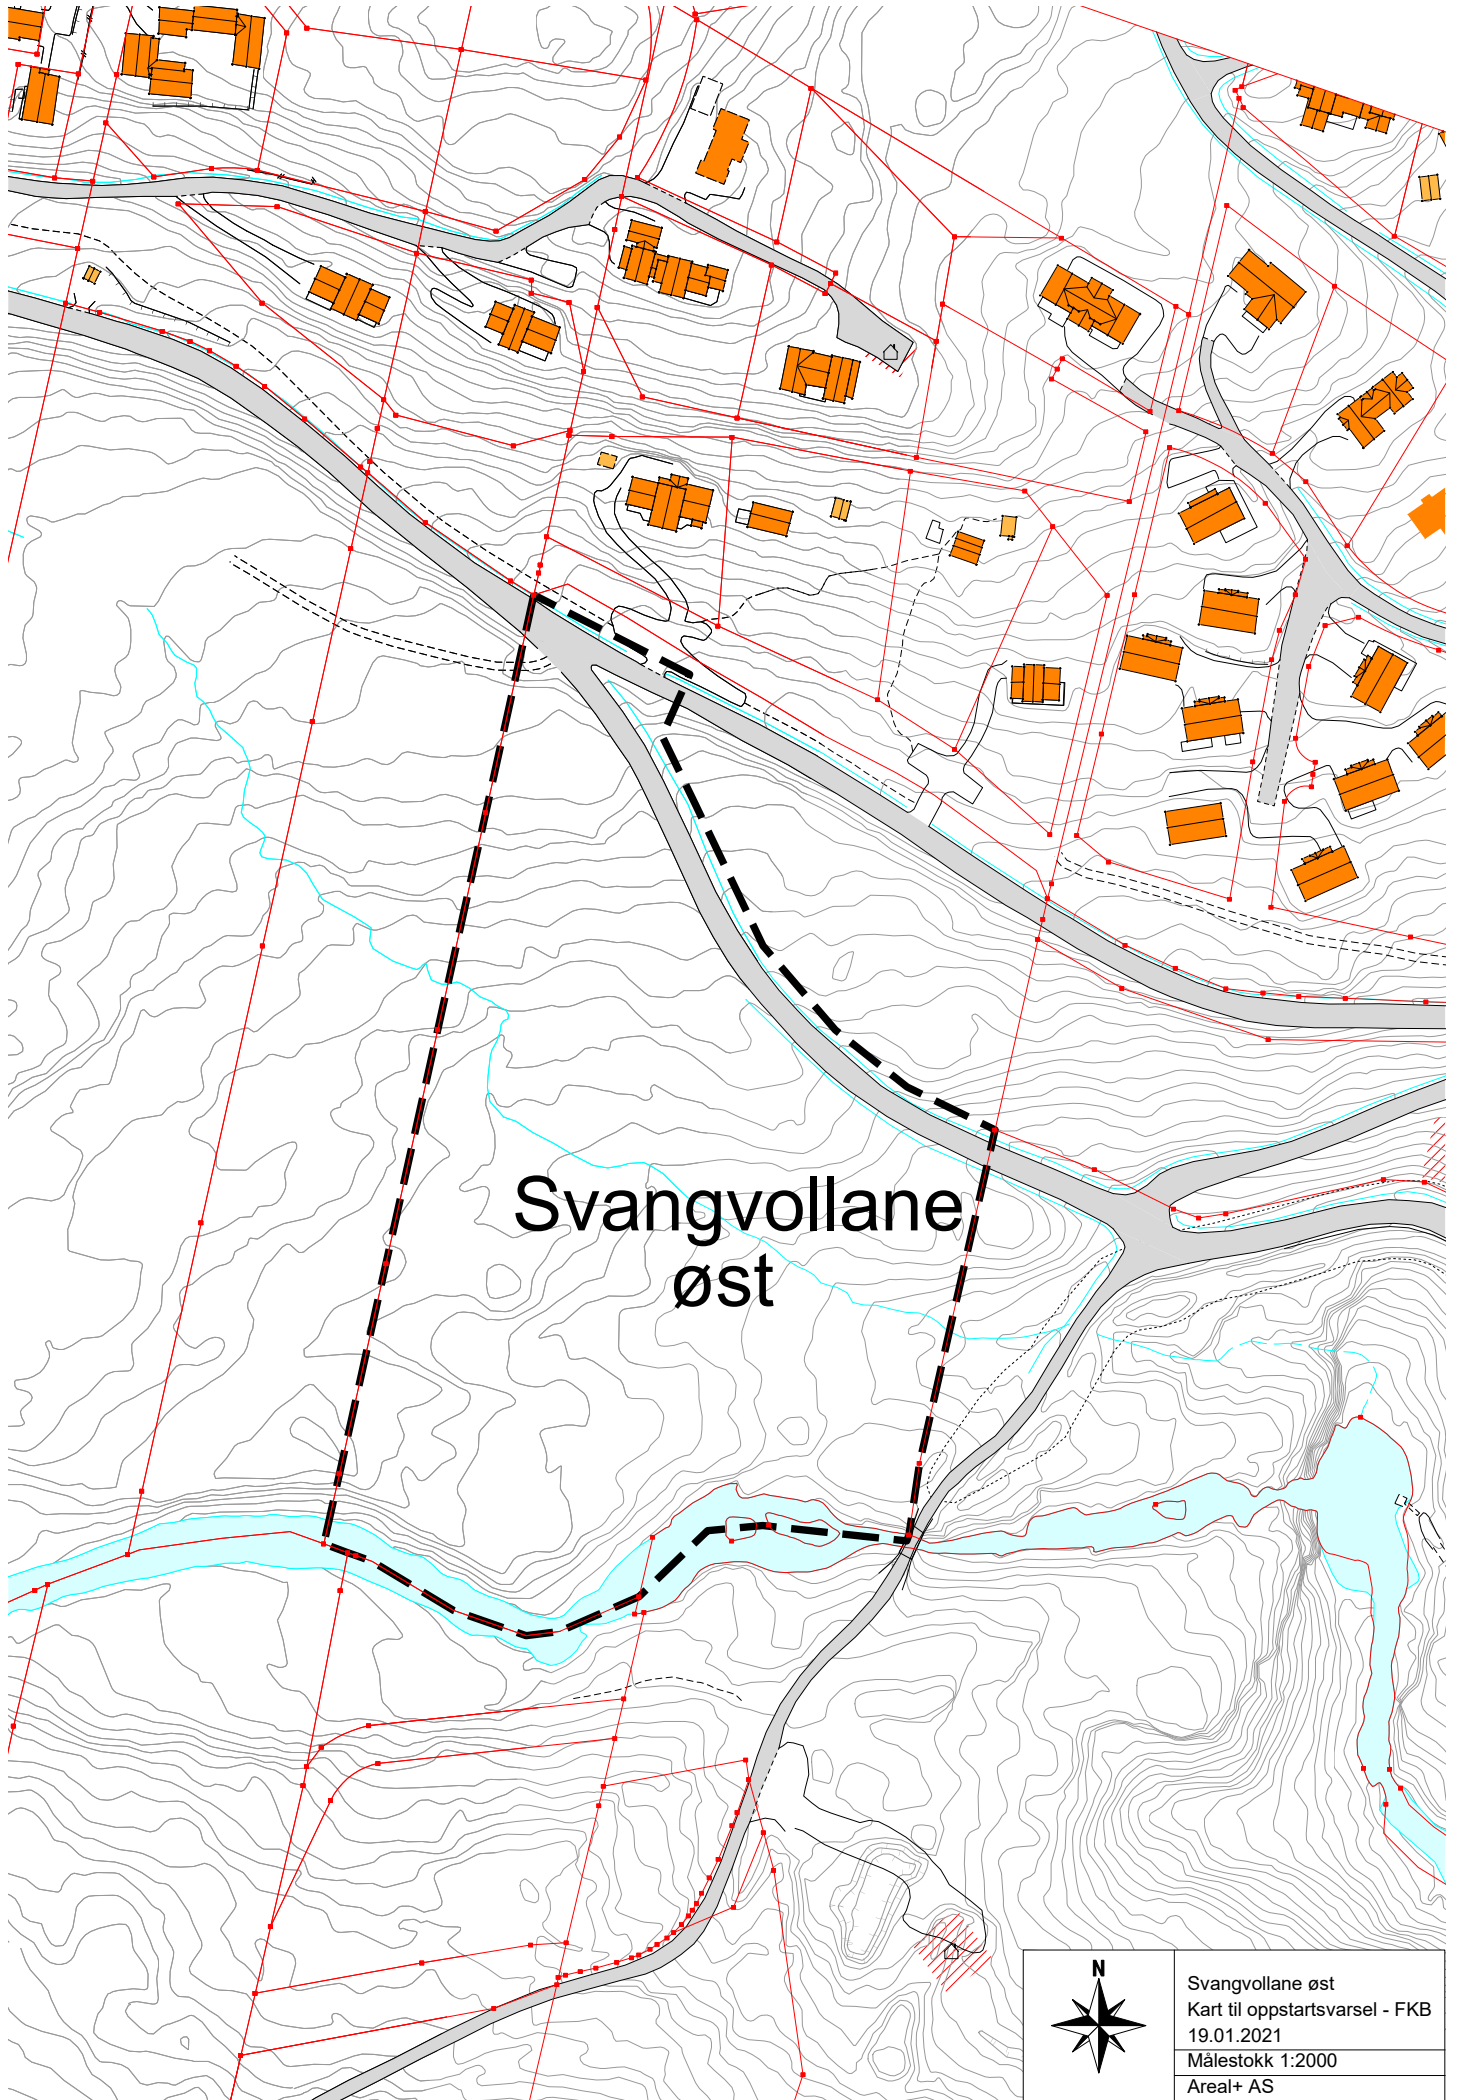 Svangvollane
øst
N
Svangvollane øst
Kart til oppstartsvarsel - FKB
19.01.2021
Målestokk 1:2000
Areal+ AS